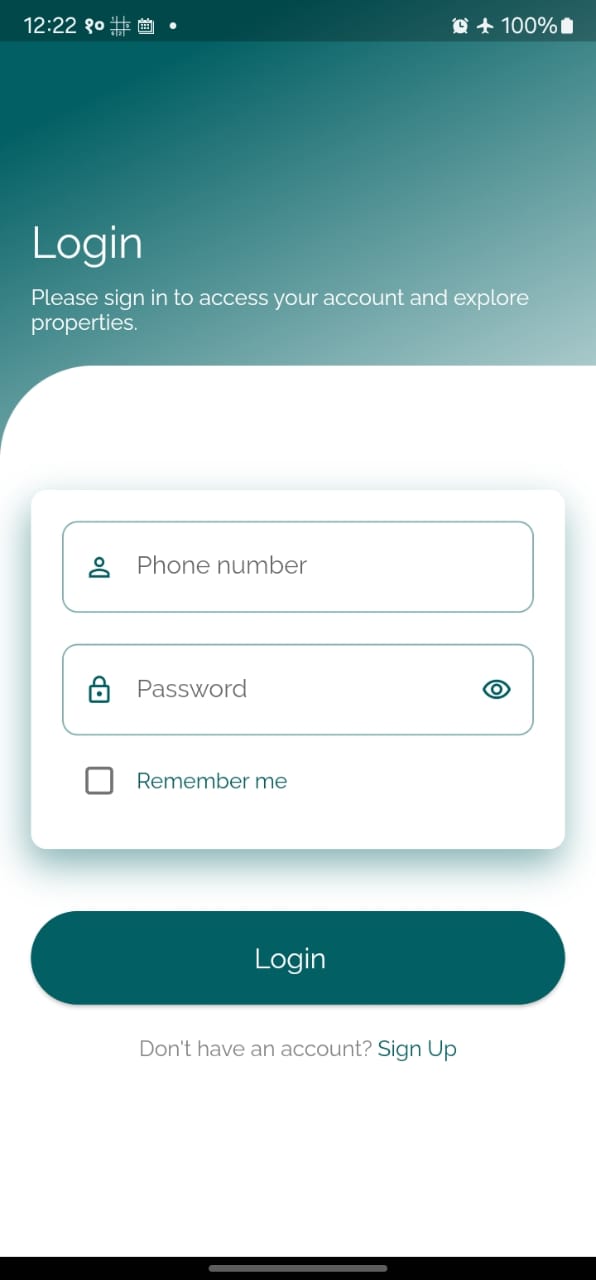 12:22 १० 100%
Login
Please sign in to access your account and explore
properties.
Phone number
Password
Remember me
Login
Don't have an account? Sign Up